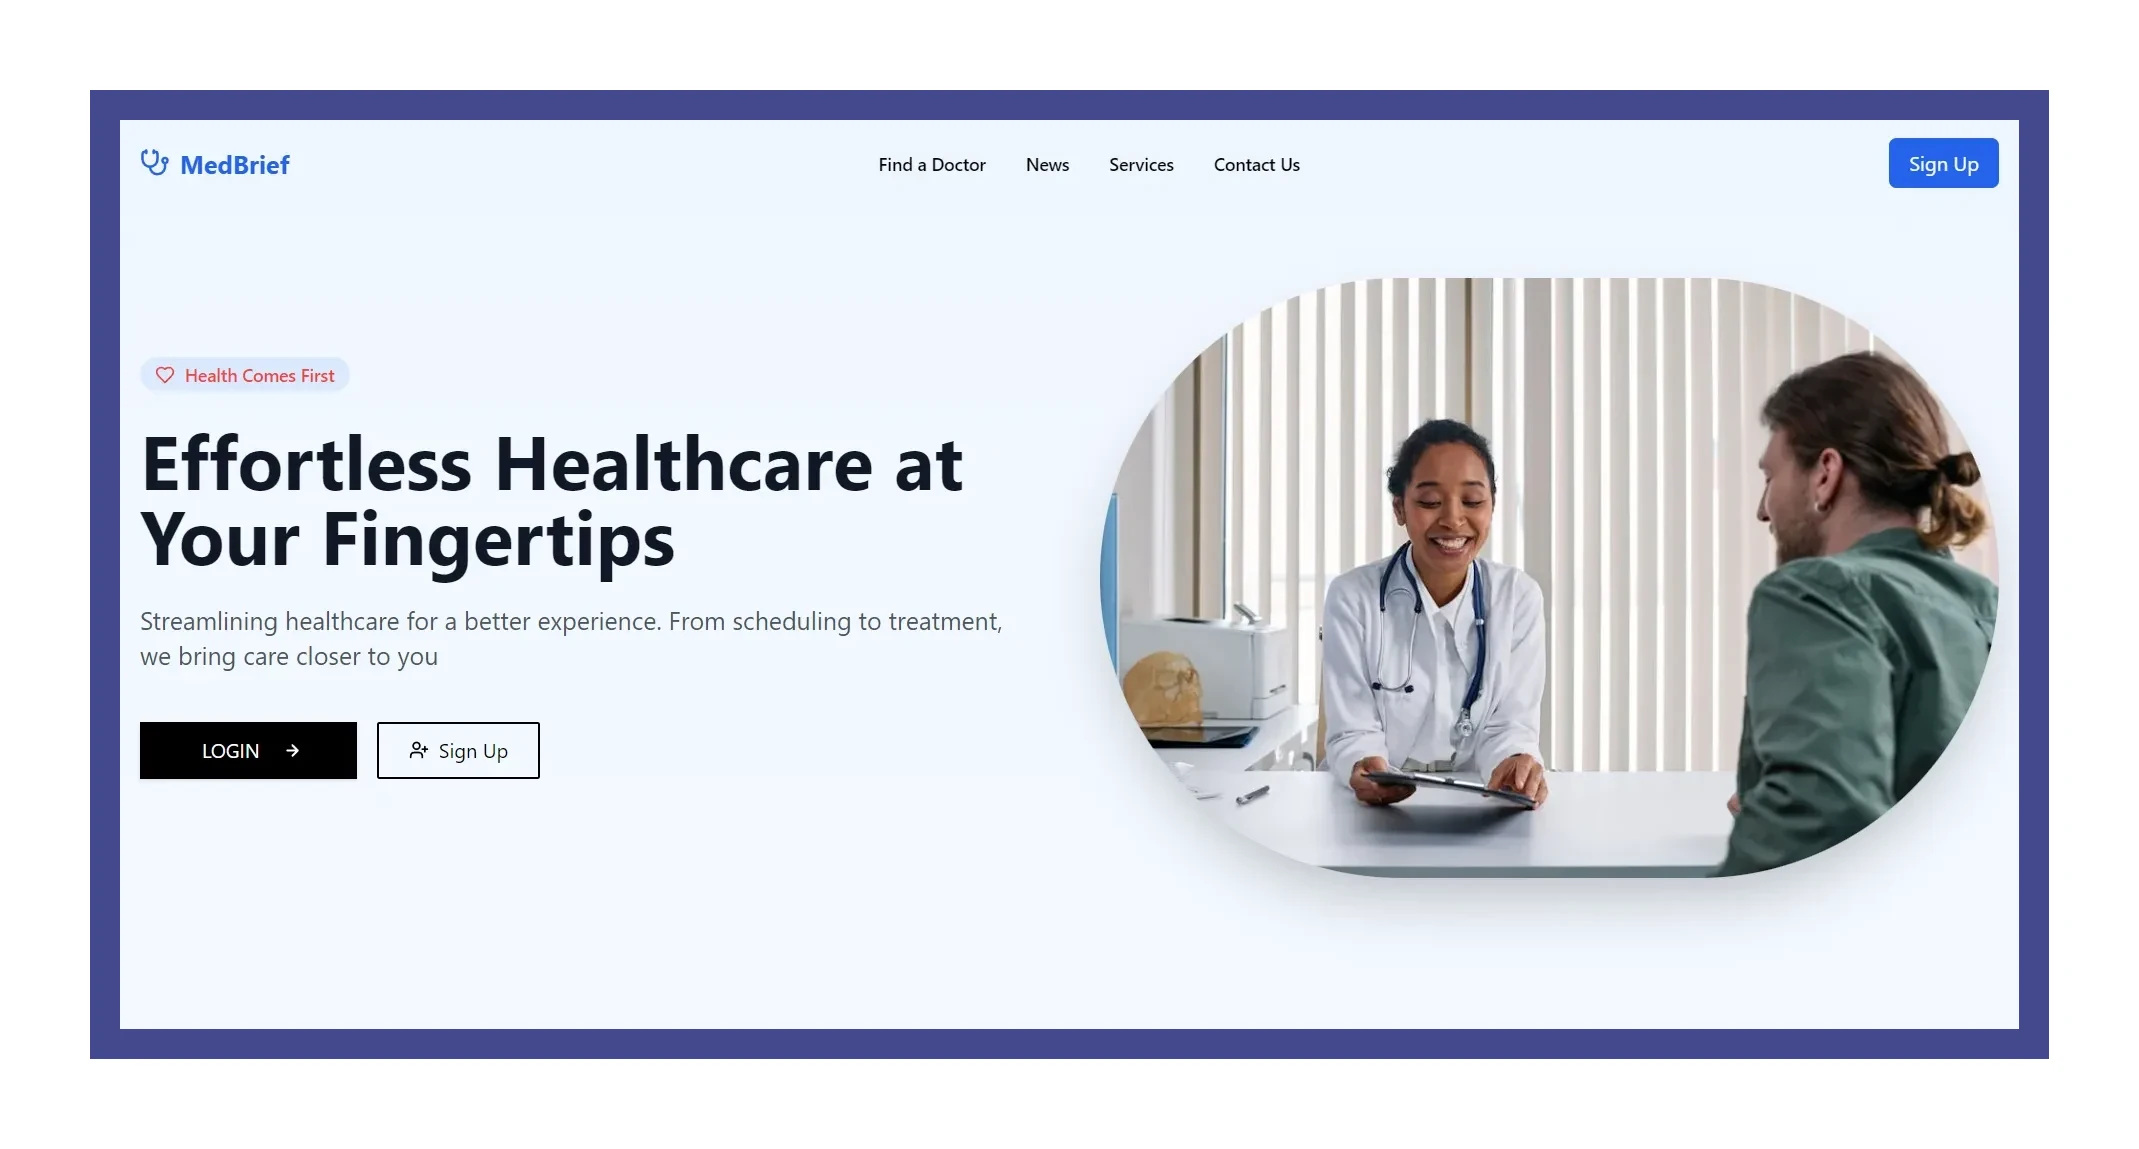 MedBrief
Find a Doctor
News
Services
Contact Us
Sign Up
Health Comes First
Effortless Healthcare at
Your Fingertips
Streamlining healthcare for a better experience. From scheduling to treatment,
we bring care closer to you
LOGIN
Sign Up